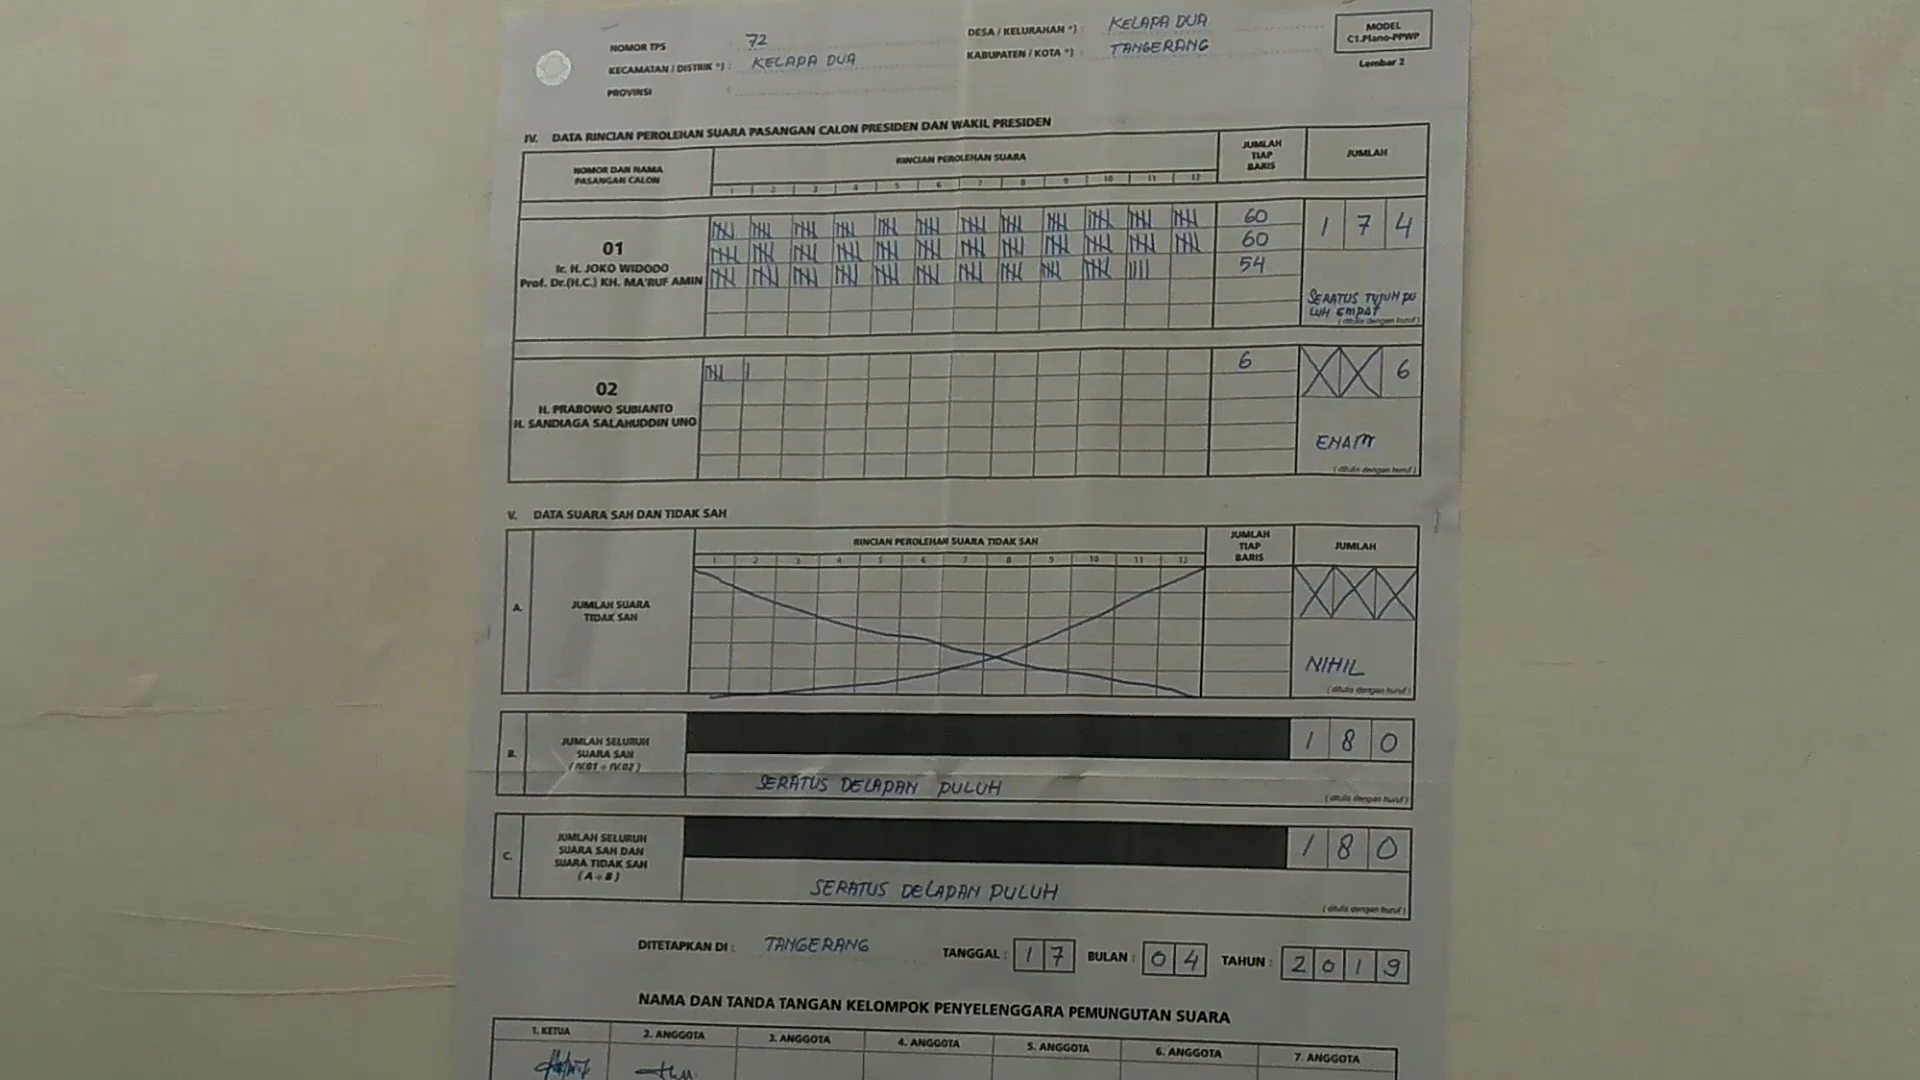 NOMOR TPS : 72
KECAMATAN / DISTRIK *) : KELAPA DUA
PROVINSI :
DESA / KELURAHAN *) : KELAPA DUA
KABUPATEN / KOTA *) : TANGERANG
MODEL
C1.Plano-PPWP
Lembar 2
IV. DATA RINCIAN PEROLEHAN SUARA PASANGAN CALON PRESIDEN DAN WAKIL PRESIDEN
NOMOR DAN NAMA
PASANGAN CALON
RINCIAN PEROLEHAN SUARA
1 2 3 4 5 6 7 8 9 10 11 12
JUMLAH
TIAP
BARIS
JUMLAH
01
Ir. H. JOKO WIDODO
Prof. Dr.(H.C.) KH. MA'RUF AMIN
60
60
54
1 7 4
SERATUS TUJUH PU
LUH EMPAT
( ditulis dengan huruf )
02
H. PRABOWO SUBIANTO
H. SANDIAGA SALAHUDDIN UNO
6
X X 6
ENAM
( ditulis dengan huruf )
V. DATA SUARA SAH DAN TIDAK SAH
A.
JUMLAH SUARA
TIDAK SAH
RINCIAN PEROLEHAN SUARA TIDAK SAH
1 2 3 4 5 6 7 8 9 10 11 12
JUMLAH
TIAP
BARIS
JUMLAH
X X X
NIHIL
( ditulis dengan huruf )
B.
JUMLAH SELURUH
SUARA SAH
( IV.01 + IV.02 )
1 8 0
SERATUS DELAPAN PULUH
( ditulis dengan huruf )
C.
JUMLAH SELURUH
SUARA SAH DAN
SUARA TIDAK SAH
( A + B )
1 8 0
SERATUS DELAPAN PULUH
( ditulis dengan huruf )
DITETAPKAN DI : TANGERANG TANGGAL : 17 BULAN : 04 TAHUN : 2019
NAMA DAN TANDA TANGAN KELOMPOK PENYELENGGARA PEMUNGUTAN SUARA
1. KETUA 2. ANGGOTA 3. ANGGOTA 4. ANGGOTA 5. ANGGOTA 6. ANGGOTA 7. ANGGOTA